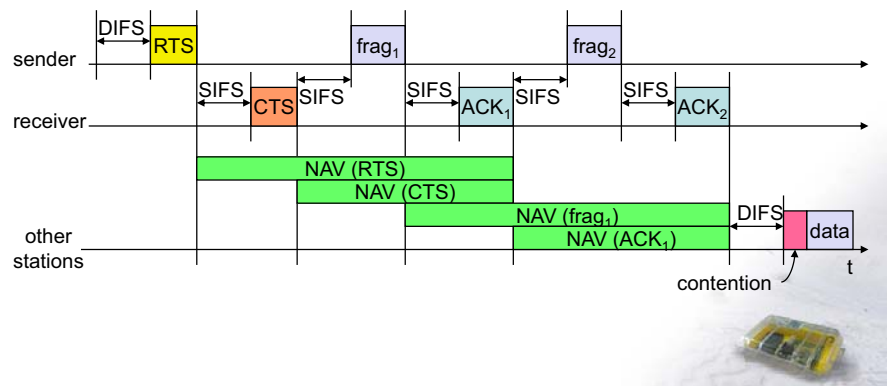 DIFS
RTS
frag₁
frag₂
sender
SIFS
SIFS
SIFS
SIFS
SIFS
CTS
ACK₁
ACK₂
receiver
NAV (RTS)
NAV (CTS)
NAV (frag₁)
NAV (ACK₁)
DIFS
data
other
stations
t
contention